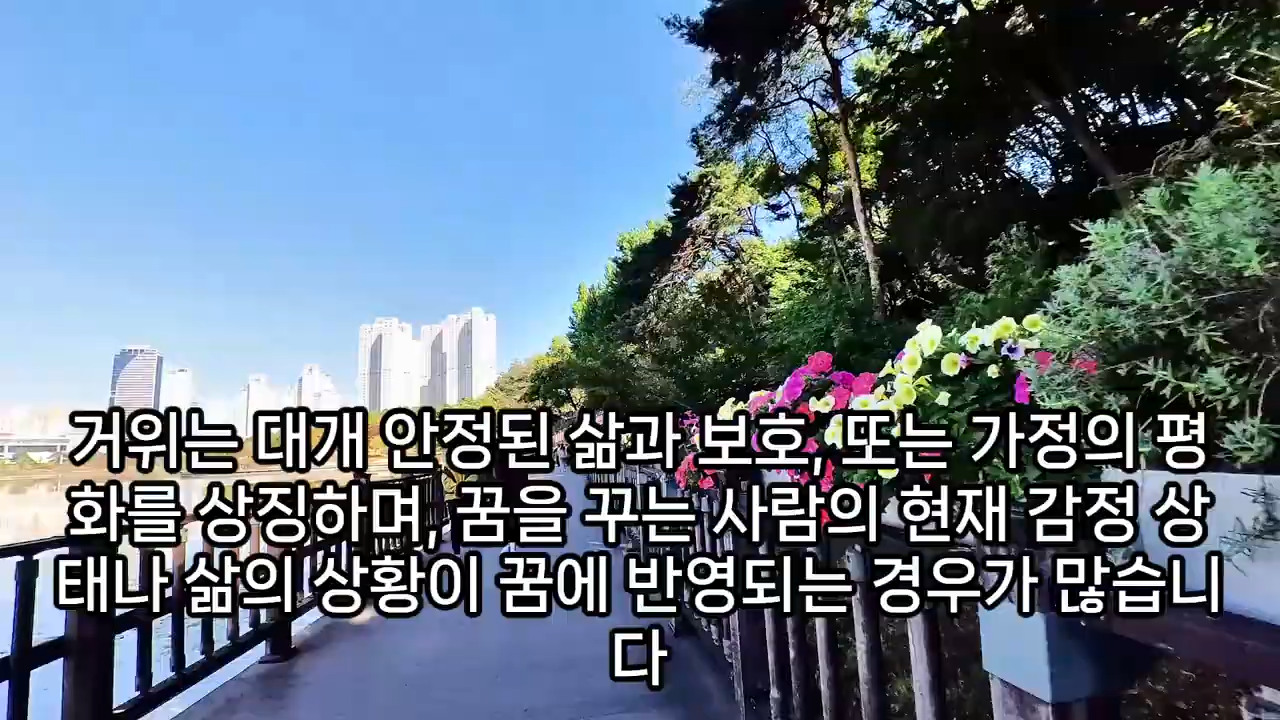 거위는 대개 안정된 삶과 보호, 또는 가정의 평
화를 상징하며, 꿈을 꾸는 사람의 현재 감정 상
태나 삶의 상황이 꿈에 반영되는 경우가 많습니
다